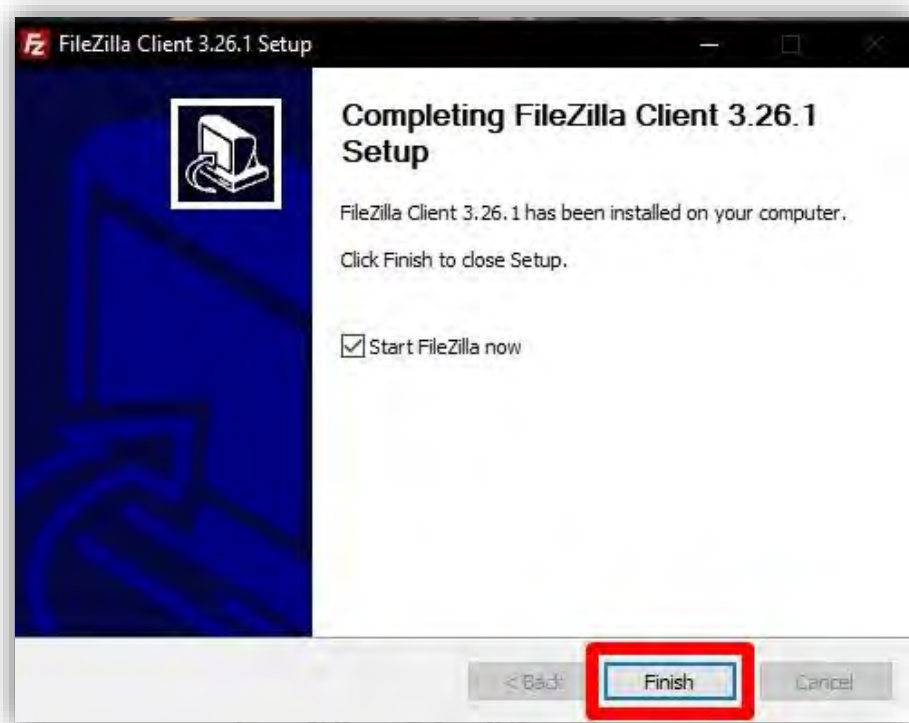 Fz FileZilla Client 3.26.1 Setup
Completing FileZilla Client 3.26.1
Setup
FileZilla Client 3.26.1 has been installed on your computer.
Click Finish to close Setup.
Start FileZilla now
< Back Finish Cancel